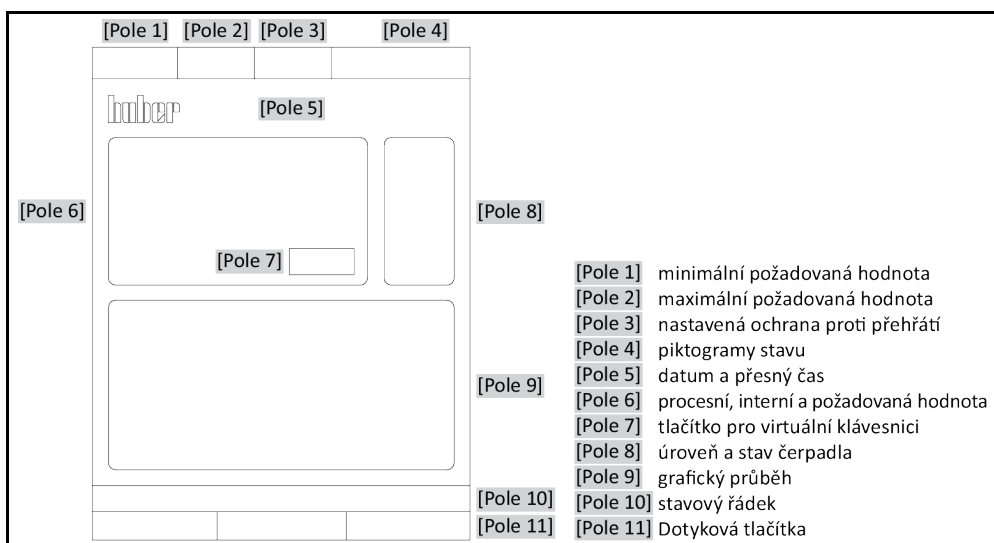 [Pole 1] [Pole 2] [Pole 3] [Pole 4]
huber [Pole 5]
[Pole 6]
[Pole 8]
[Pole 7]
[Pole 9]
[Pole 10]
[Pole 11]
[Pole 1] minimální požadovaná hodnota
[Pole 2] maximální požadovaná hodnota
[Pole 3] nastavená ochrana proti přehřátí
[Pole 4] piktogramy stavu
[Pole 5] datum a přesný čas
[Pole 6] procesní, interní a požadovaná hodnota
[Pole 7] tlačítko pro virtuální klávesnici
[Pole 8] úroveň a stav čerpadla
[Pole 9] grafický průběh
[Pole 10] stavový řádek
[Pole 11] Dotyková tlačítka